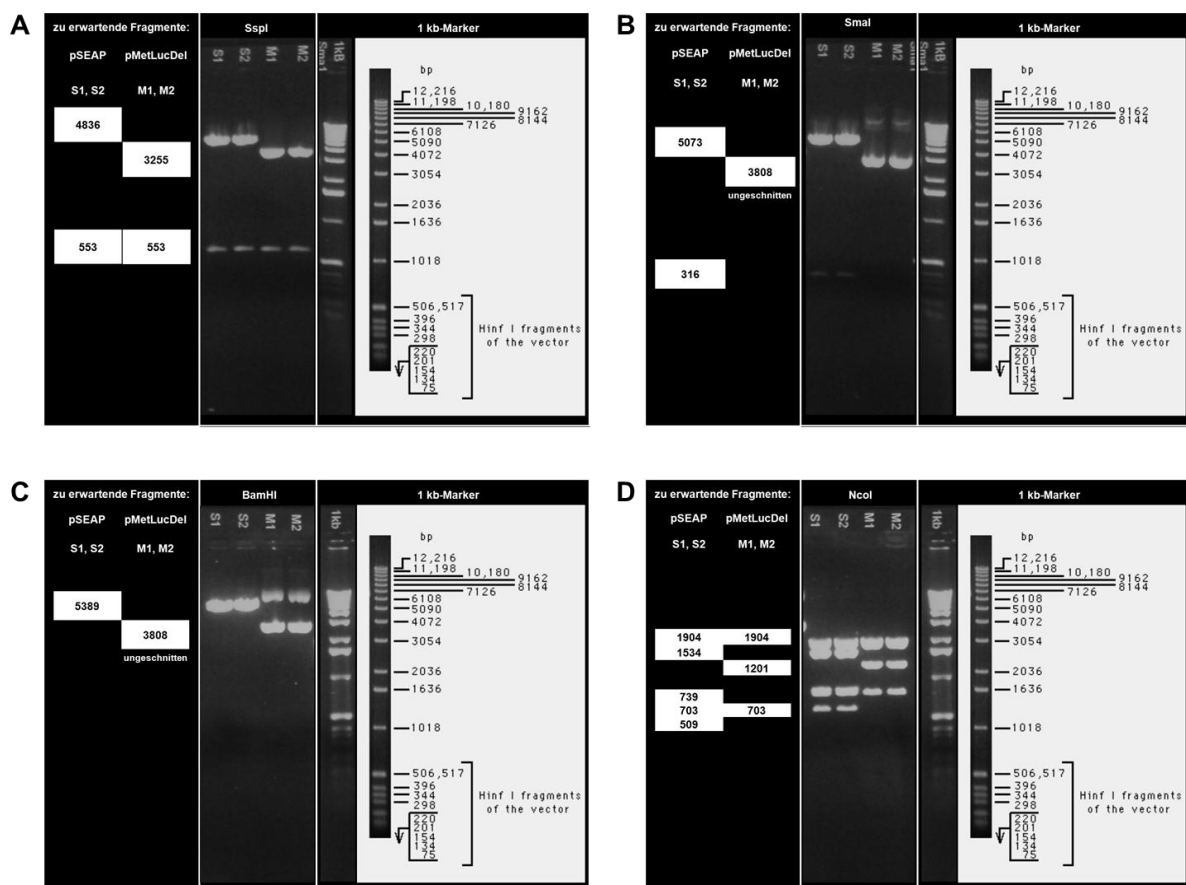 A
zu erwartende Fragmente:
pSEAP pMetLucDel
S1, S2 M1, M2
4836
3255
553 553
SspI
S1 S2 M1 M2
Sma1 1kB
1 kb-Marker
bp
12,216
11,198 10,180 9162
8144
7126
6108
5090
4072
3054
2036
1636
1018
506,517
396
344
298
220
201
154
134
75
Hinf I fragments
of the vector
B
zu erwartende Fragmente:
pSEAP pMetLucDel
S1, S2 M1, M2
5073
3808
ungeschnitten
316
SmaI
S1 S2 M1 M2
Sma1 1kB
1 kb-Marker
bp
12,216
11,198 10,180 9162
8144
7126
6108
5090
4072
3054
2036
1636
1018
506,517
396
344
298
220
201
154
134
75
Hinf I fragments
of the vector
C
zu erwartende Fragmente:
pSEAP pMetLucDel
S1, S2 M1, M2
5389
3808
ungeschnitten
BamHI
S1 S2 M1 M2
1kb
1 kb-Marker
bp
12,216
11,198 10,180 9162
8144
7126
6108
5090
4072
3054
2036
1636
1018
506,517
396
344
298
220
201
154
134
75
Hinf I fragments
of the vector
D
zu erwartende Fragmente:
pSEAP pMetLucDel
S1, S2 M1, M2
1904 1904
1534
1201
739
703 703
509
NcoI
S1 S2 M1 M2
1kb
1 kb-Marker
bp
12,216
11,198 10,180 9162
8144
7126
6108
5090
4072
3054
2036
1636
1018
506,517
396
344
298
220
201
154
134
75
Hinf I fragments
of the vector